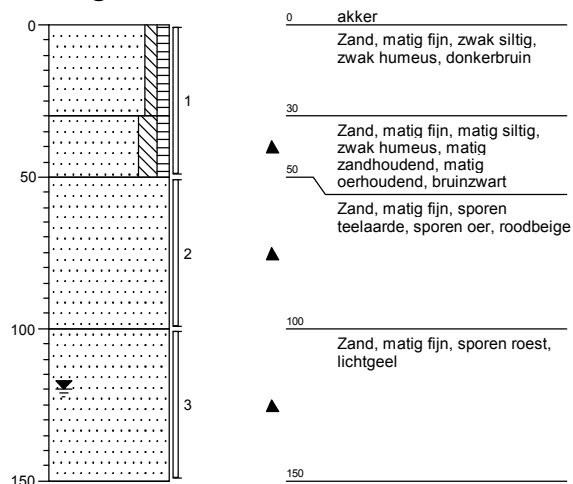 0
50
100
150
1
2
3
0
akker
Zand, matig fijn, zwak siltig,
zwak humeus, donkerbruin
30
Zand, matig fijn, matig siltig,
zwak humeus, matig
zandhoudend, matig
oerhoudend, bruinzwart
50
Zand, matig fijn, sporen
teelaarde, sporen oer, roodbeige
100
Zand, matig fijn, sporen roest,
lichtgeel
150